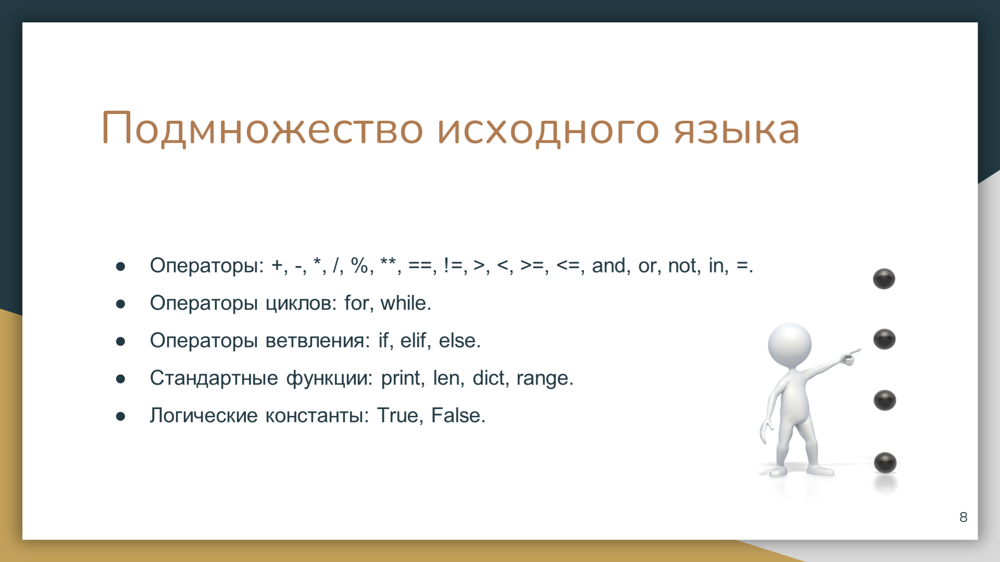 Подмножество исходного языка
● Операторы: +, -, *, /, %, **, ==, !=, >, <, >=, <=, and, or, not, in, =.
● Операторы циклов: for, while.
● Операторы ветвления: if, elif, else.
● Стандартные функции: print, len, dict, range.
● Логические константы: True, False.
8